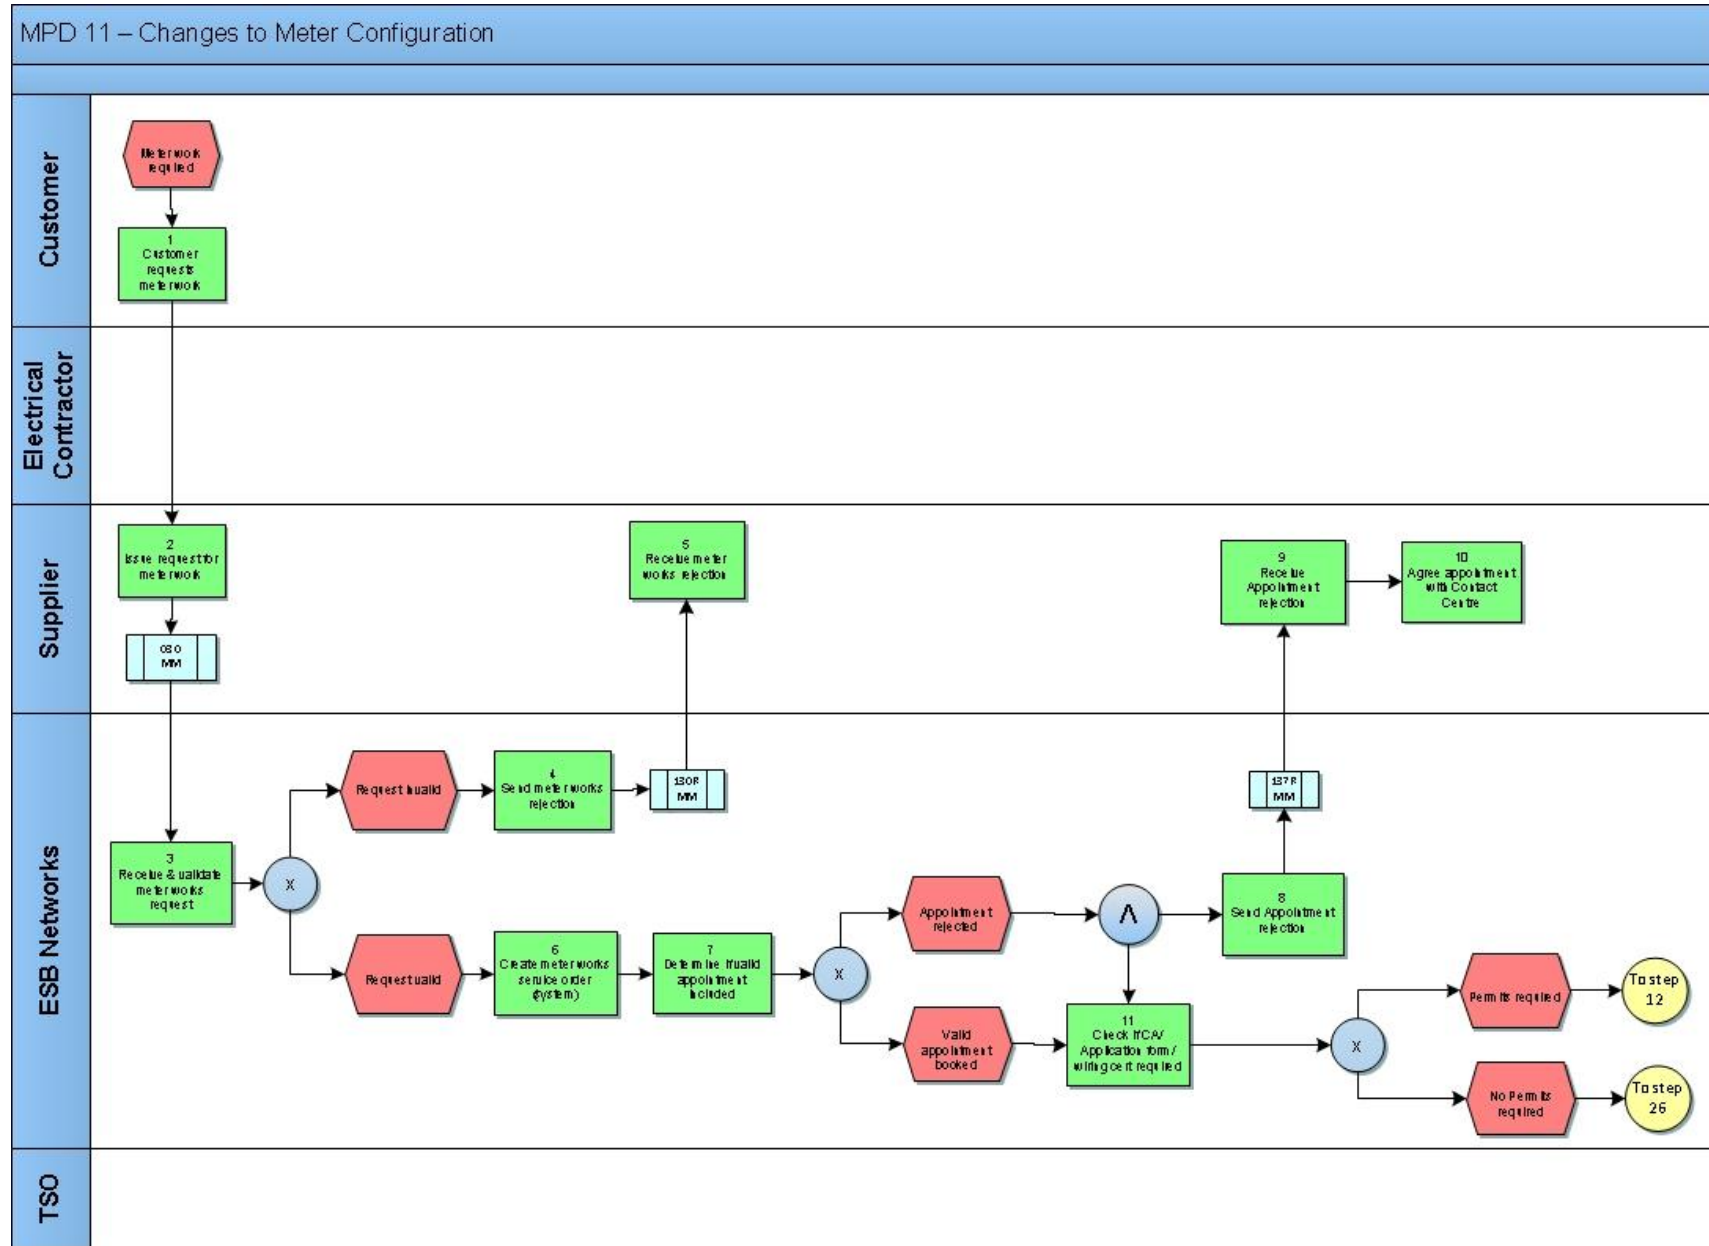 MPD 11 – Changes to Meter Configuration
Customer
Meter work
required
1
Customer
requests
meter work
Electrical
Contractor
Supplier
2
Issue request for
meter work
030
MM
5
Receive meter
works rejection
9
Receive
Appointment
rejection
10
Agree appointment
with Contact
Centre
ESB Networks
3
Receive & validate
meter works
request
X
Request Invalid
4
Send meter works
rejection
130R
MM
Request valid
6
Create meter works
service order
(System)
7
Determine if valid
appointment
included
X
Appointment
rejected
Λ
8
Send Appointment
rejection
137R
MM
Valid
appointment
booked
11
Check if CA/
Application form/
wiring cert required
X
Permits required
To step
12
No Permits
required
To step
26
TSO